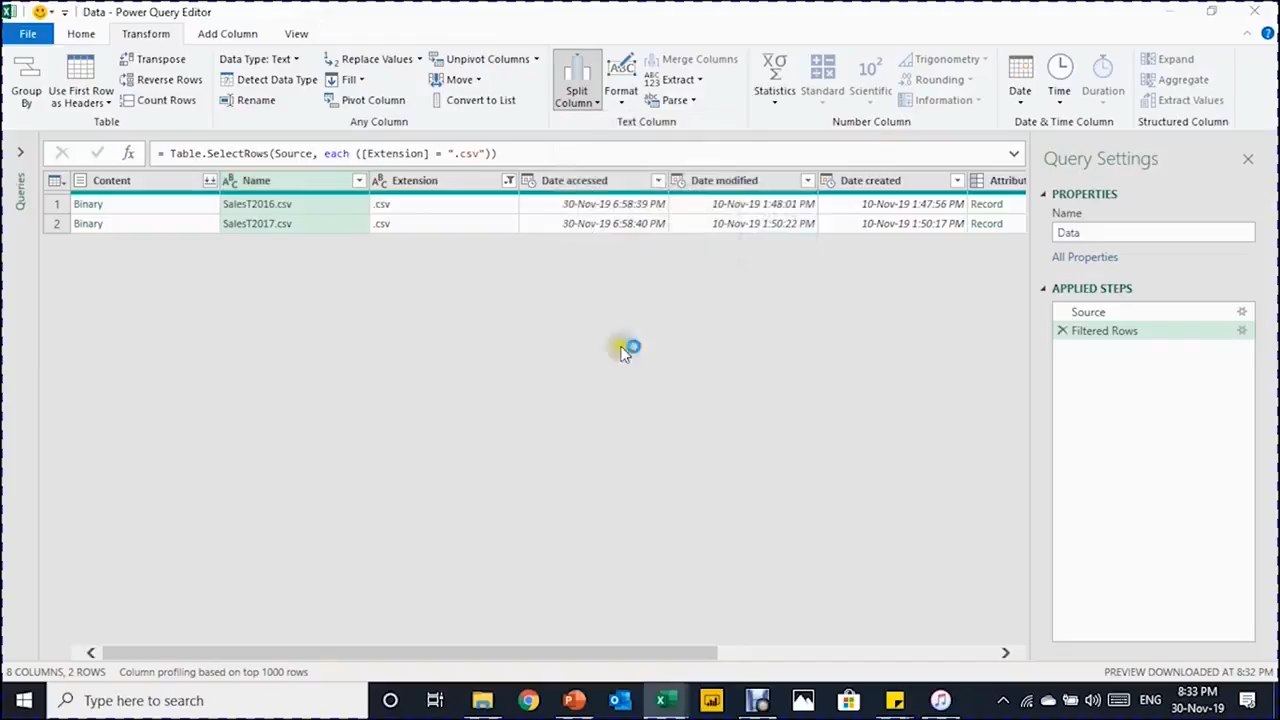 Data - Power Query Editor
File Home Transform Add Column View
Group By
Use First Row as Headers
Transpose
Reverse Rows
Count Rows
Table
Data Type: Text
Detect Data Type
Rename
Replace Values
Fill
Pivot Column
Unpivot Columns
Move
Convert to List
Any Column
Split Column
Format
Merge Columns
Extract
Parse
Text Column
Statistics
Standard
Scientific
Trigonometry
Rounding
Information
Number Column
Date
Time
Duration
Date & Time Column
Expand
Aggregate
Extract Values
Structured Column
Queries
= Table.SelectRows(Source, each ([Extension] = ".csv"))
Content Name Extension Date accessed Date modified Date created Attribut
1 Binary SalesT2016.csv .csv 30-Nov-19 6:58:39 PM 10-Nov-19 1:48:01 PM 10-Nov-19 1:47:56 PM Record
2 Binary SalesT2017.csv .csv 30-Nov-19 6:58:40 PM 10-Nov-19 1:50:22 PM 10-Nov-19 1:50:17 PM Record
Query Settings
PROPERTIES
Name
Data
All Properties
APPLIED STEPS
Source
Filtered Rows
8 COLUMNS, 2 ROWS Column profiling based on top 1000 rows
PREVIEW DOWNLOADED AT 8:32 PM
Type here to search
ENG
8:33 PM
30-Nov-19